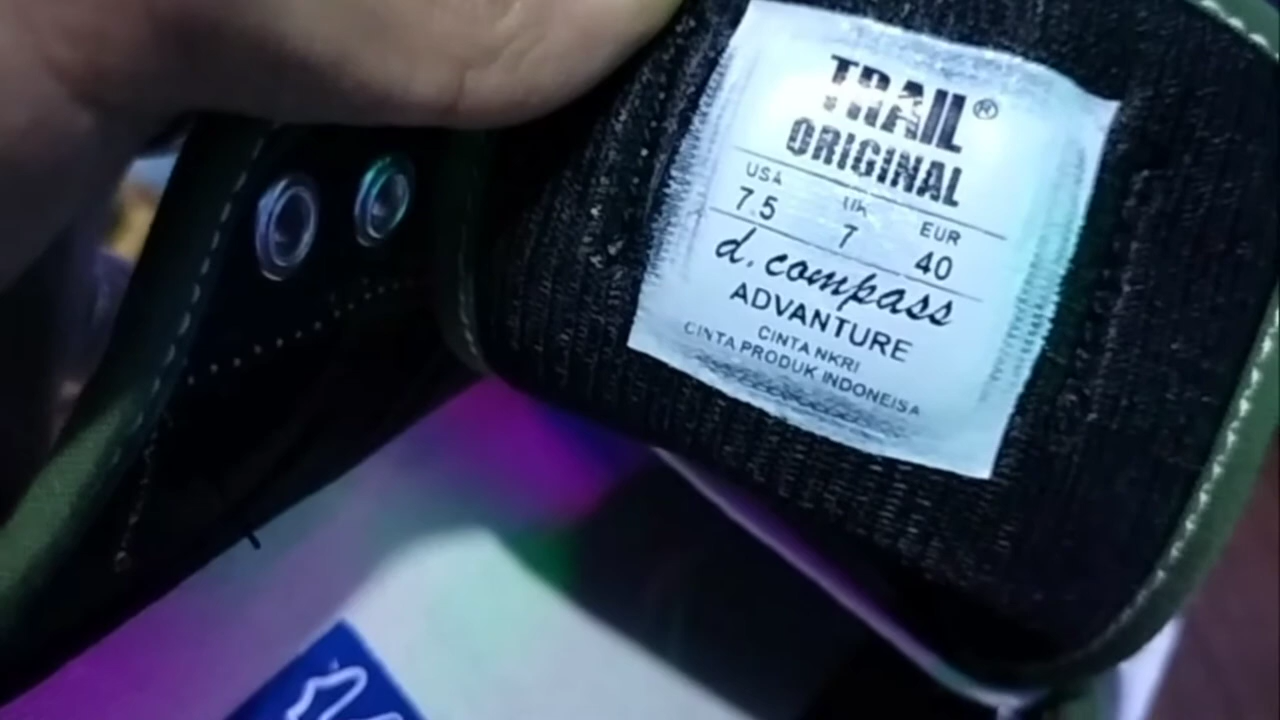 TRAIL®
ORIGINAL
USA UK EUR
7.5 7 40
d. compass
ADVANTURE
CINTA NKRI
CINTA PRODUK INDONEISA